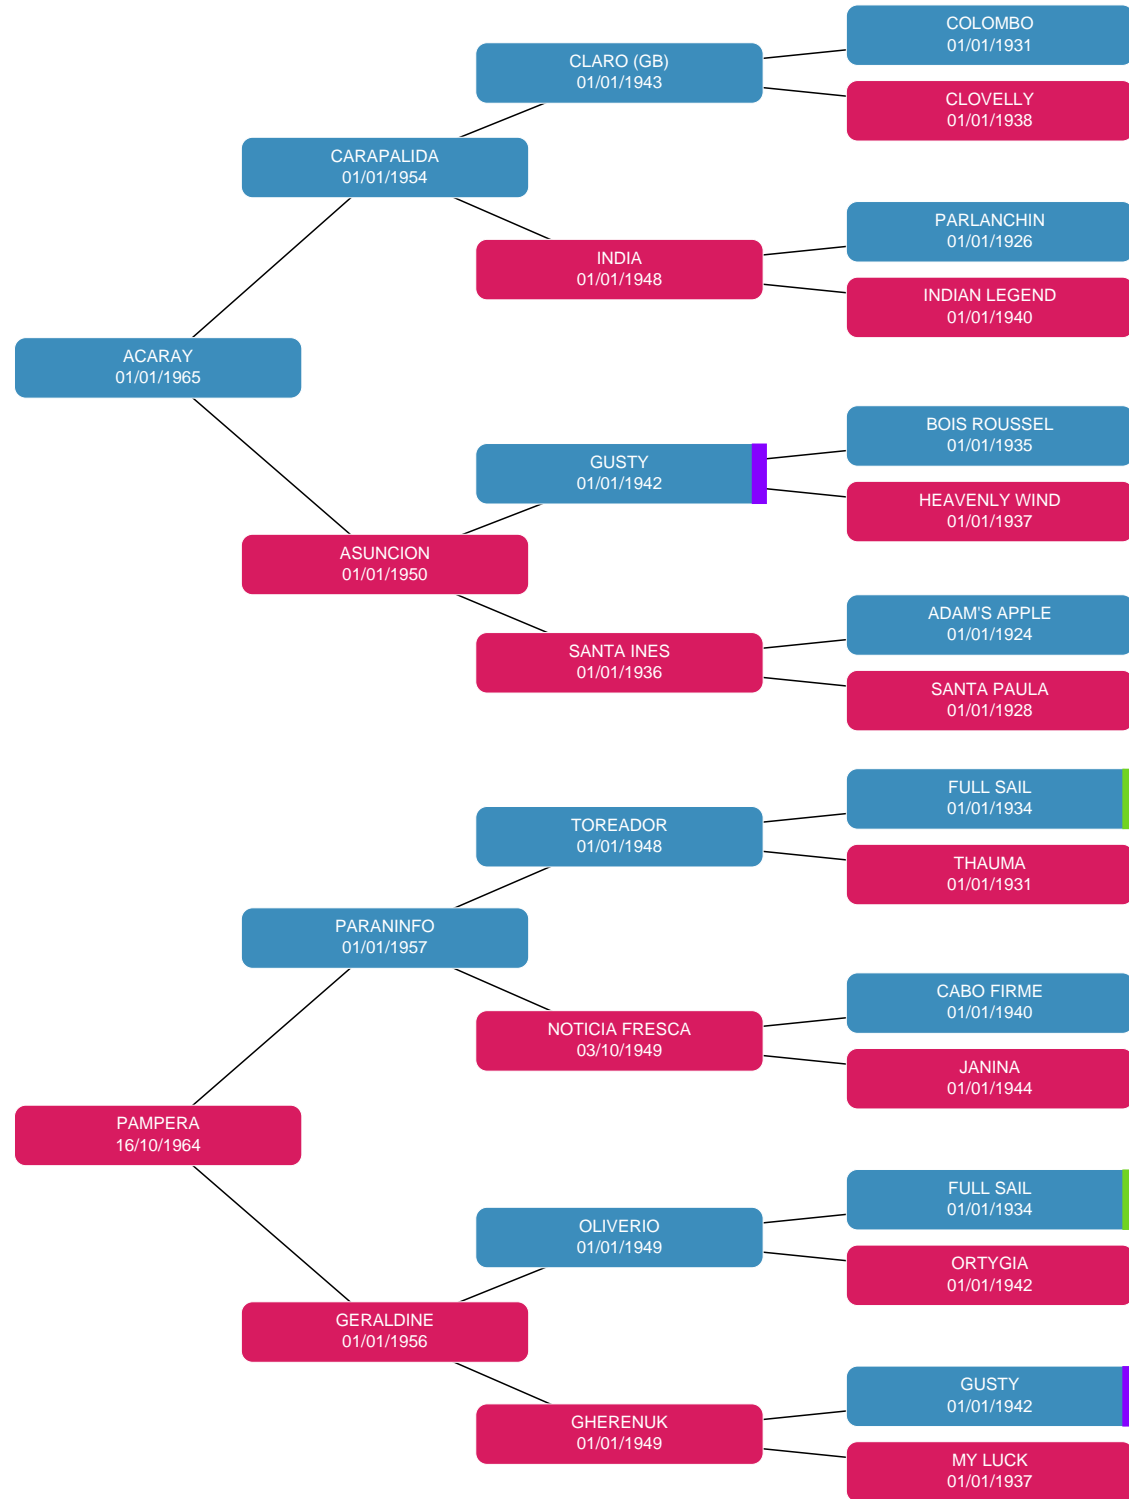 COLOMBO
01/01/1931
CLARO (GB)
01/01/1943
CLOVELLY
01/01/1938
CARAPALIDA
01/01/1954
PARLANCHIN
01/01/1926
INDIA
01/01/1948
INDIAN LEGEND
01/01/1940
ACARAY
01/01/1965
BOIS ROUSSEL
01/01/1935
GUSTY
01/01/1942
HEAVENLY WIND
01/01/1937
ASUNCION
01/01/1950
ADAM'S APPLE
01/01/1924
SANTA INES
01/01/1936
SANTA PAULA
01/01/1928
FULL SAIL
01/01/1934
TOREADOR
01/01/1948
THAUMA
01/01/1931
PARANINFO
01/01/1957
CABO FIRME
01/01/1940
NOTICIA FRESCA
03/10/1949
JANINA
01/01/1944
PAMPERA
16/10/1964
FULL SAIL
01/01/1934
OLIVERIO
01/01/1949
ORTYGIA
01/01/1942
GERALDINE
01/01/1956
GUSTY
01/01/1942
GHERENUK
01/01/1949
MY LUCK
01/01/1937